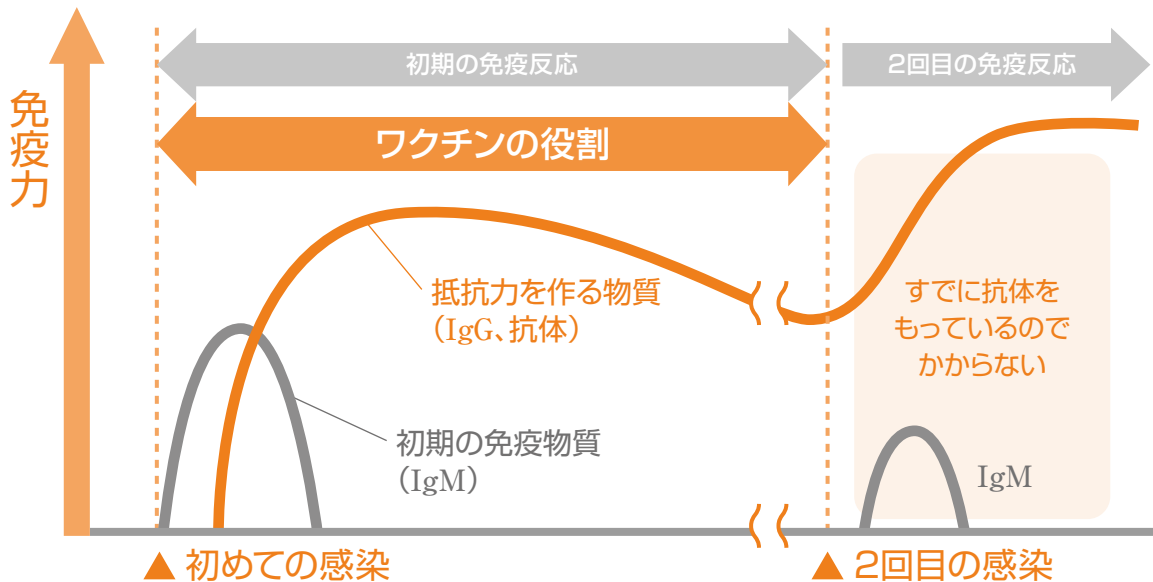 免疫力
初期の免疫反応
2回目の免疫反応
ワクチンの役割
抵抗力を作る物質
（IgG、抗体）
すでに抗体を
もっているので
かからない
初期の免疫物質
（IgM）
IgM
▲ 初めての感染
▲ 2回目の感染